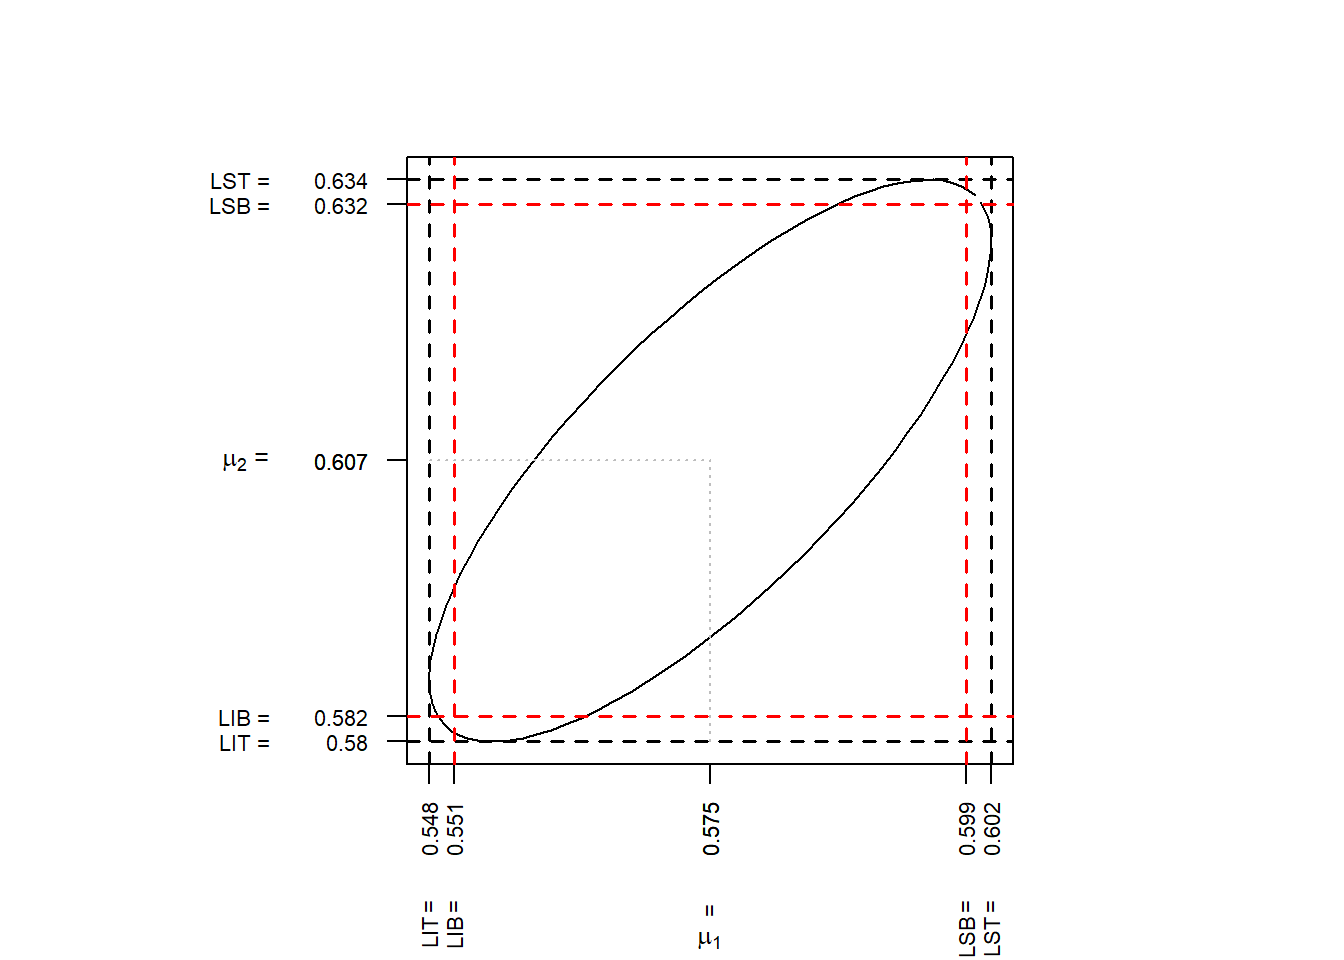 LST = 0.634
LSB = 0.632
μ2 = 0.607
LIB = 0.582
LIT = 0.58
LIT = 0.548
LIB = 0.551
μ1 = 0.575
LSB = 0.599
LST = 0.602